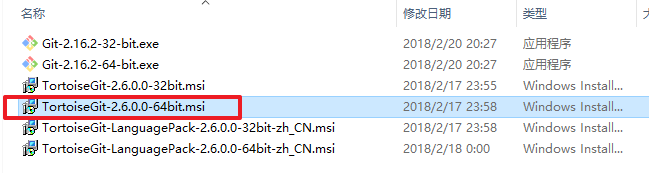 名称 修改日期 类型
Git-2.16.2-32-bit.exe 2018/2/20 20:27 应用程序
Git-2.16.2-64-bit.exe 2018/2/20 20:27 应用程序
TortoiseGit-2.6.0.0-32bit.msi 2018/2/17 23:55 Windows Install...
TortoiseGit-2.6.0.0-64bit.msi 2018/2/17 23:58 Windows Install...
TortoiseGit-LanguagePack-2.6.0.0-32bit-zh_CN.msi 2018/2/17 23:58 Windows Install...
TortoiseGit-LanguagePack-2.6.0.0-64bit-zh_CN.msi 2018/2/18 0:00 Windows Install...